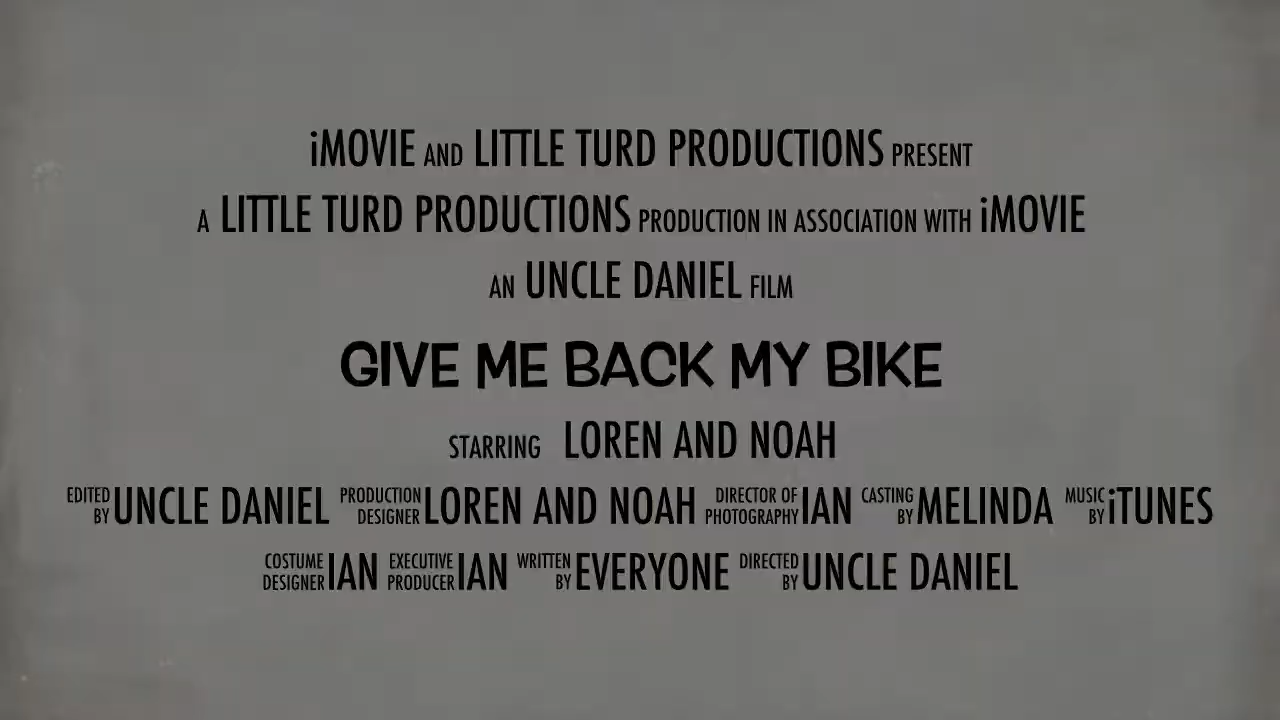 iMOVIE AND LITTLE TURD PRODUCTIONS PRESENT
A LITTLE TURD PRODUCTIONS PRODUCTION IN ASSOCIATION WITH iMOVIE
AN UNCLE DANIEL FILM
GIVE ME BACK MY BIKE
STARRING LOREN AND NOAH
EDITED BY UNCLE DANIEL PRODUCTION DESIGNER LOREN AND NOAH DIRECTOR OF PHOTOGRAPHY IAN CASTING BY MELINDA MUSIC BY iTUNES
COSTUME DESIGNER IAN EXECUTIVE PRODUCER IAN WRITTEN BY EVERYONE DIRECTED BY UNCLE DANIEL